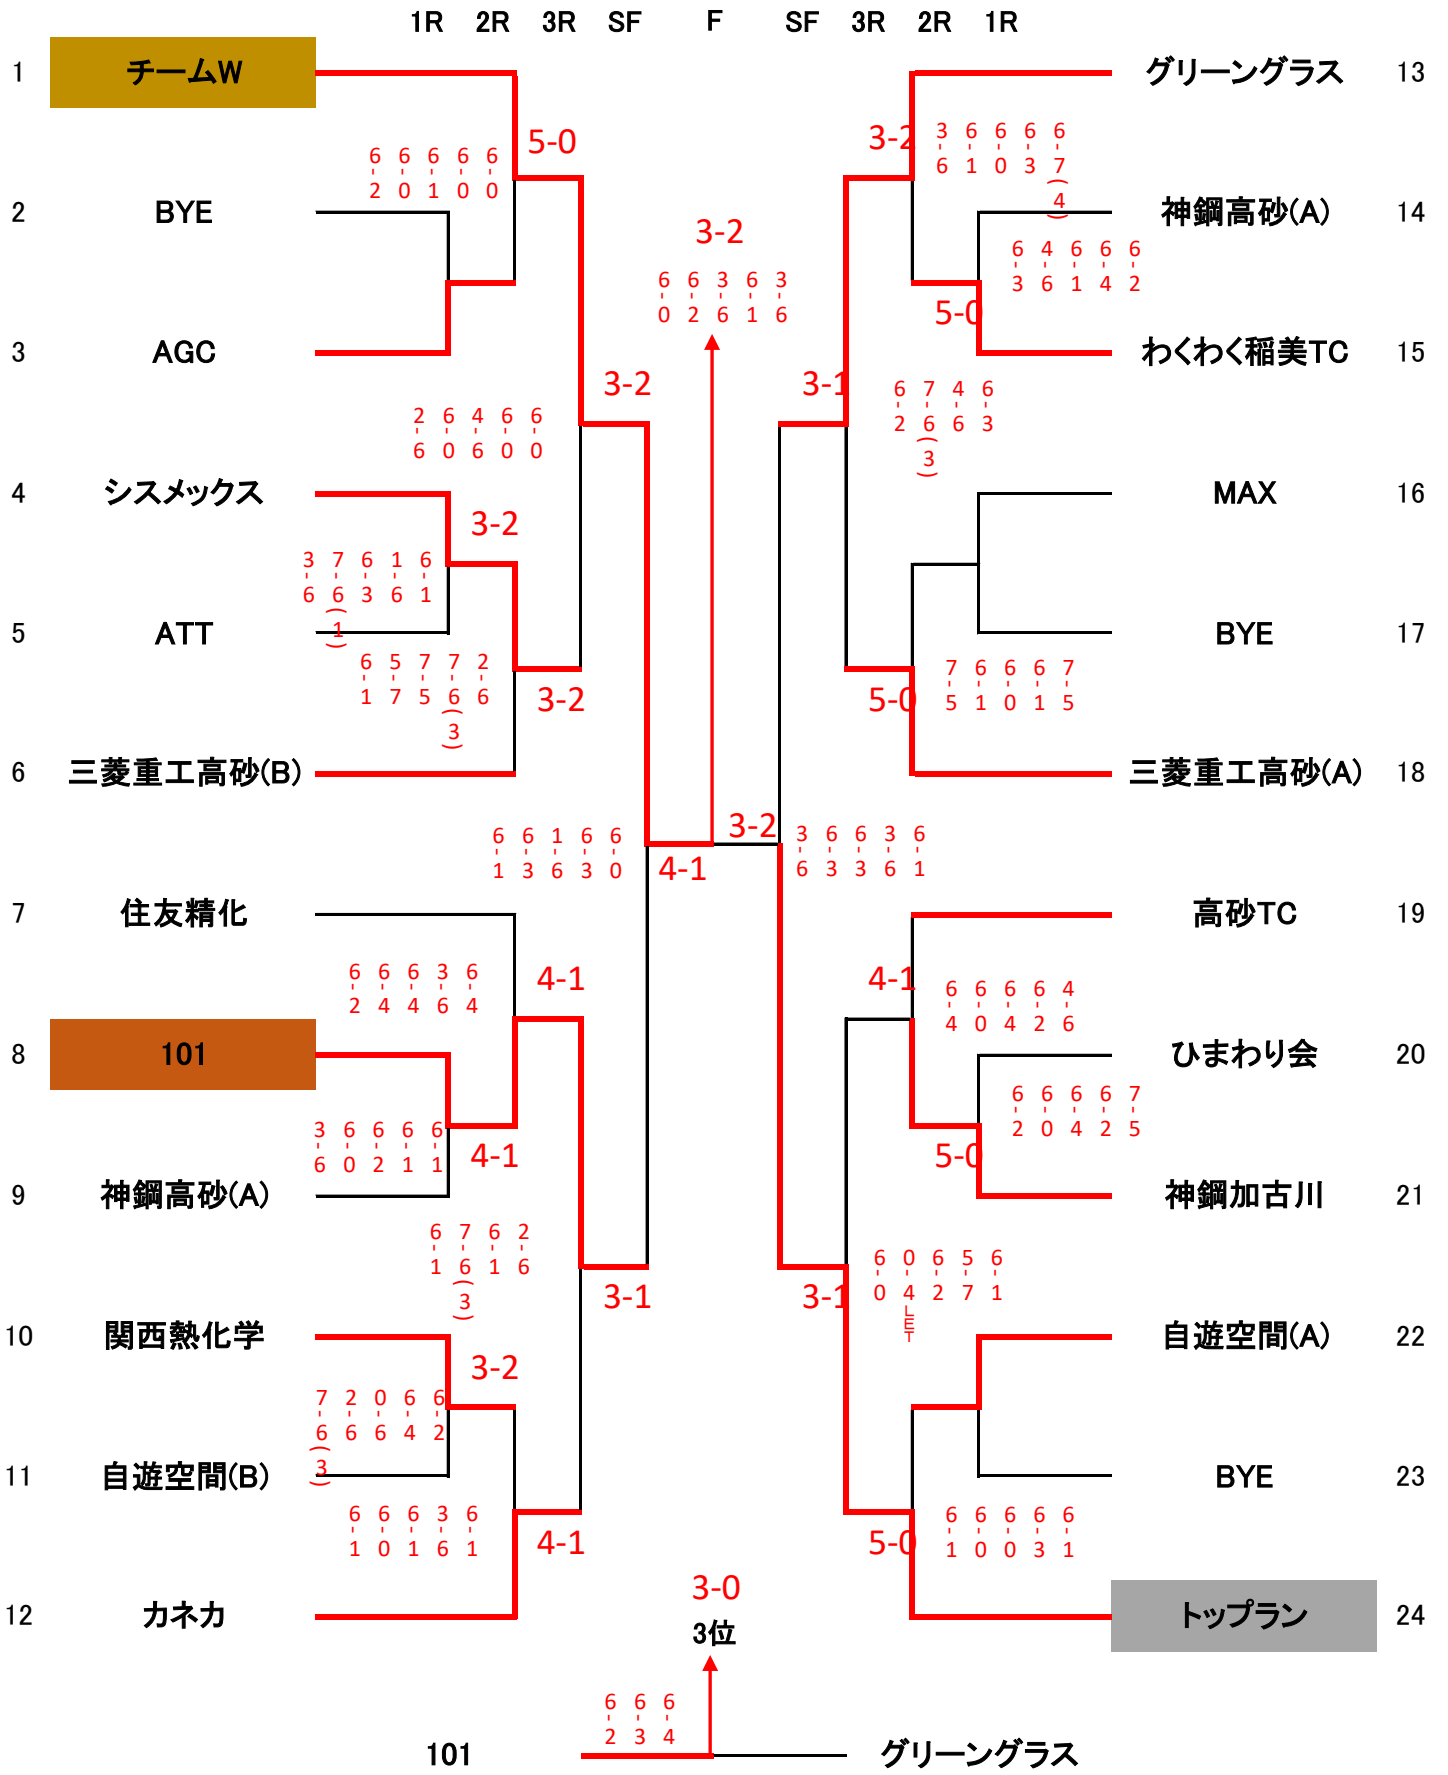 1R 2R 3R SF F SF 3R 2R 1R
1 チームW グリーングラス 13
5-0 3-2
6-2 6-0 6-1 6-0 6-0
3-6 6-1 6-0 6-3 6-7(4)
2 BYE 神鋼高砂(A) 14
3-2
6-0 6-2 3-6 6-1 3-6
6-3 4-6 6-1 6-4 6-2
5-0
3 AGC わくわく稲美TC 15
3-2 3-1
2-6 6-0 4-6 6-0 6-0
6-2 7-6(3) 4-6 6-3
4 シスメックス MAX 16
3-2
3-6 7-6(1) 6-3 1-6 6-1
5 ATT BYE 17
6-1 5-7 7-5 7-6(3) 2-6
7-5 6-1 6-0 6-1 7-5
3-2 5-0
6 三菱重工高砂(B) 三菱重工高砂(A) 18
3-2
6-1 6-3 1-6 6-3 6-0
3-6 6-3 6-3 3-6 6-1
4-1
7 住友精化 高砂TC 19
4-1 4-1
6-2 6-4 6-4 3-6 6-4
6-4 6-0 6-4 6-2 4-6
8 101 ひまわり会 20
3-6 6-0 6-2 6-1 6-1
6-2 6-0 6-4 6-2 7-5
4-1 5-0
9 神鋼高砂(A) 神鋼加古川 21
6-1 7-6(3) 6-1 2-6
6-0 0-4LET 6-2 5-7 6-1
3-1 3-1
10 関西熱化学 自遊空間(A) 22
3-2
7-6(3) 2-6 0-6 6-4 6-2
11 自遊空間(B) BYE 23
6-1 6-0 6-1 3-6 6-1
6-1 6-0 6-0 6-3 6-1
4-1 5-0
3-0
12 カネカ トップラン 24
3位
6-2 6-3 6-4
101 グリーングラス